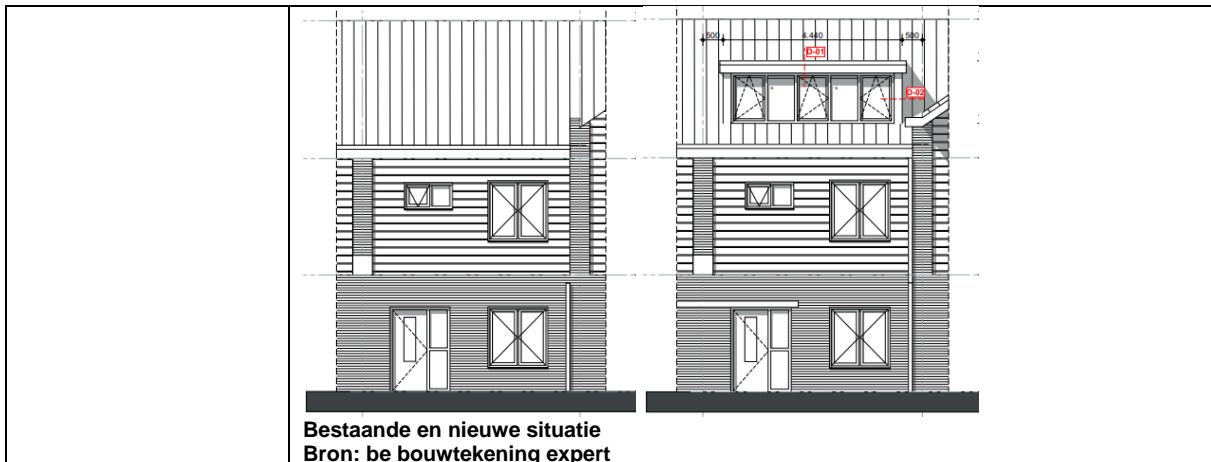 500 4.440 500
D-01
D-02
Bestaande en nieuwe situatie
Bron: be bouwtekening expert